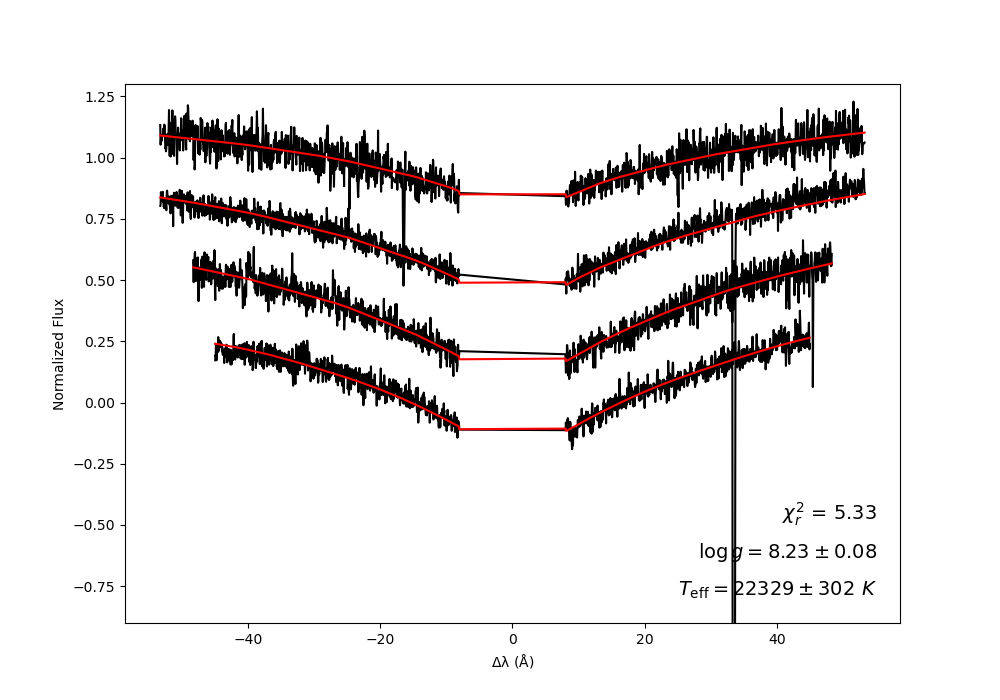 1.25
1.00
0.75
0.50
0.25
0.00
−0.25
−0.50
−0.75
Normalized Flux
χ²ᵣ = 5.33
log g = 8.23 ± 0.08
T_eff = 22329 ± 302 K
−40 −20 0 20 40
Δλ (Å)